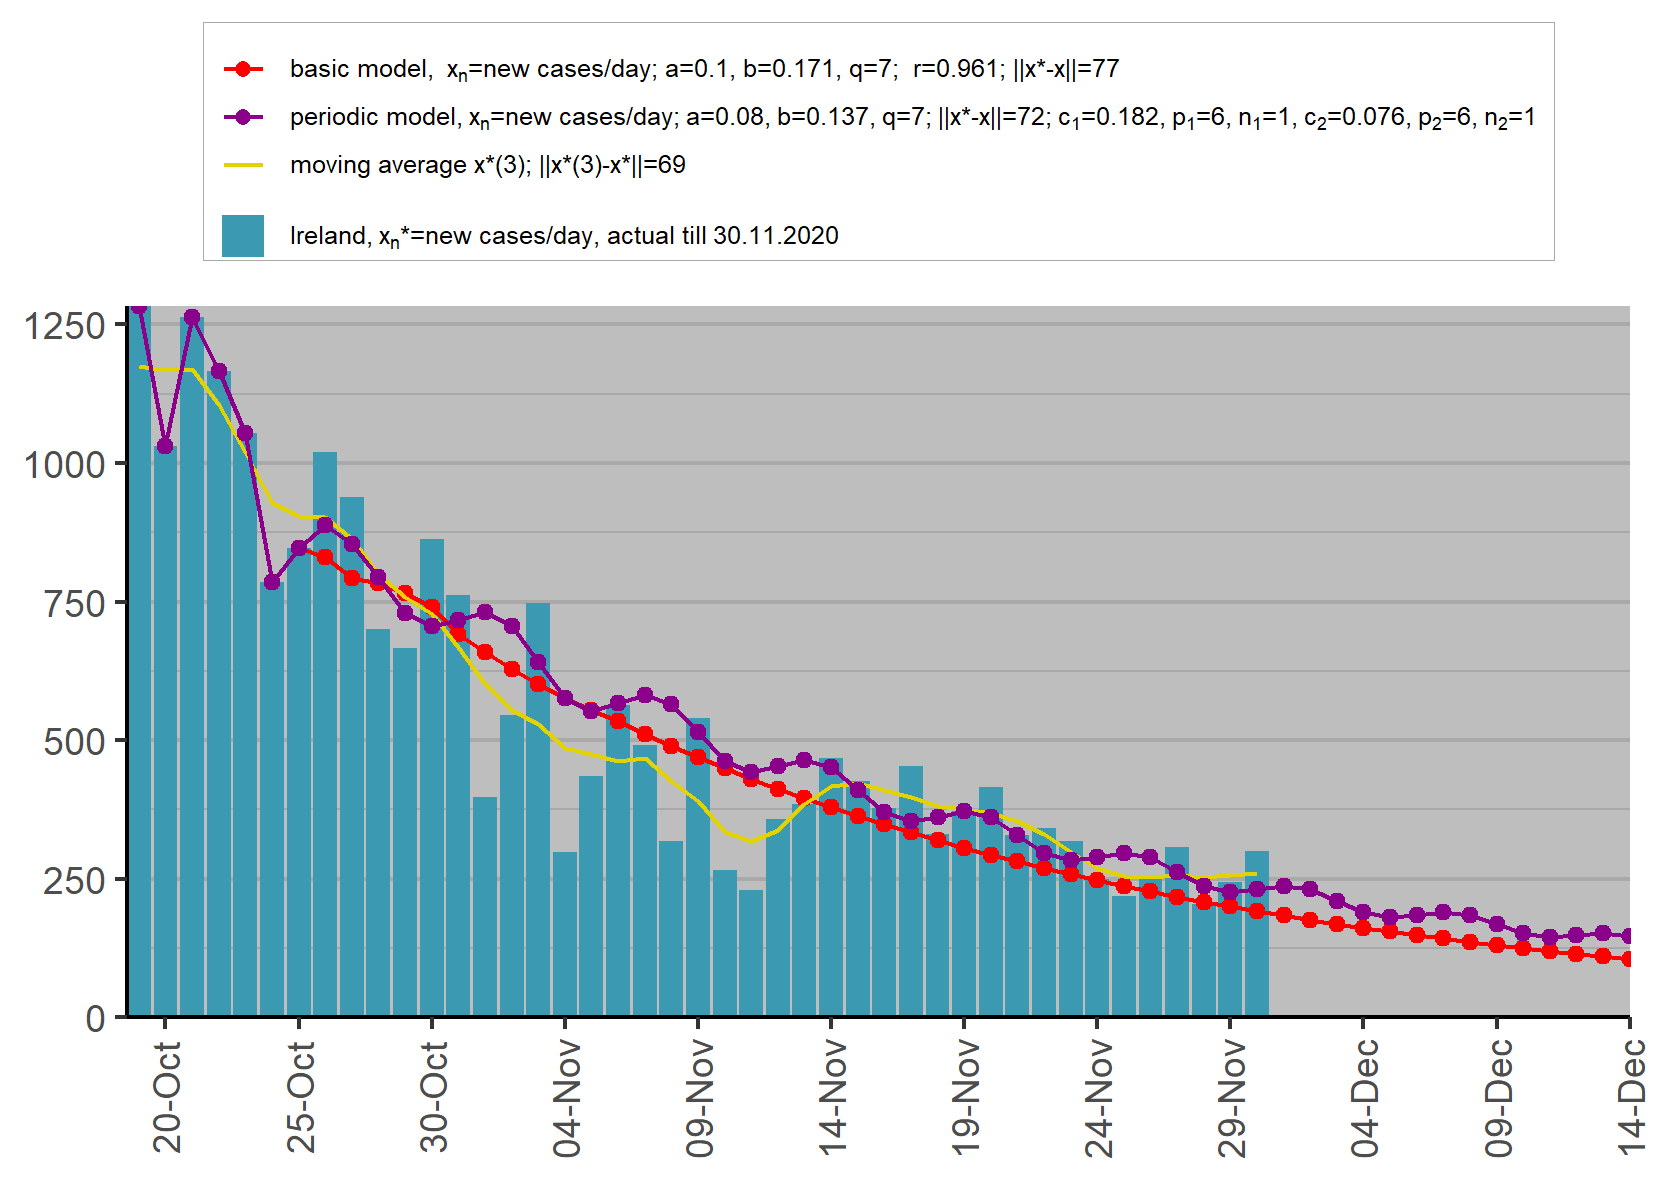 basic model, xn=new cases/day; a=0.1, b=0.171, q=7; r=0.961; ||x*-x||=77
periodic model, xn=new cases/day; a=0.08, b=0.137, q=7; ||x*-x||=72; c1=0.182, p1=6, n1=1, c2=0.076, p2=6, n2=1
moving average x*(3); ||x*(3)-x*||=69
Ireland, xn*=new cases/day, actual till 30.11.2020
1250
1000
750
500
250
0
20-Oct
25-Oct
30-Oct
04-Nov
09-Nov
14-Nov
19-Nov
24-Nov
29-Nov
04-Dec
09-Dec
14-Dec